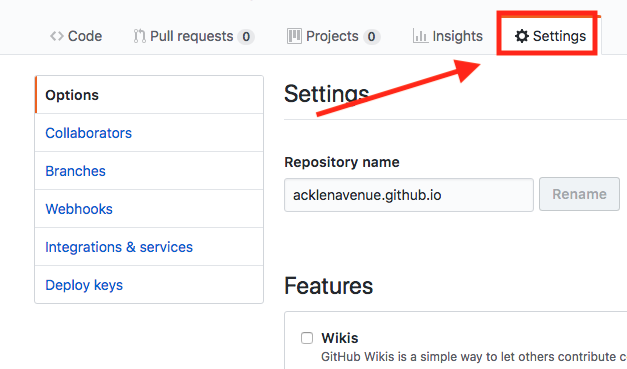 Code Pull requests 0 Projects 0 Insights Settings
Options
Collaborators
Branches
Webhooks
Integrations & services
Deploy keys
Settings
Repository name
acklenavenue.github.io Rename
Features
Wikis
GitHub Wikis is a simple way to let others contribute c